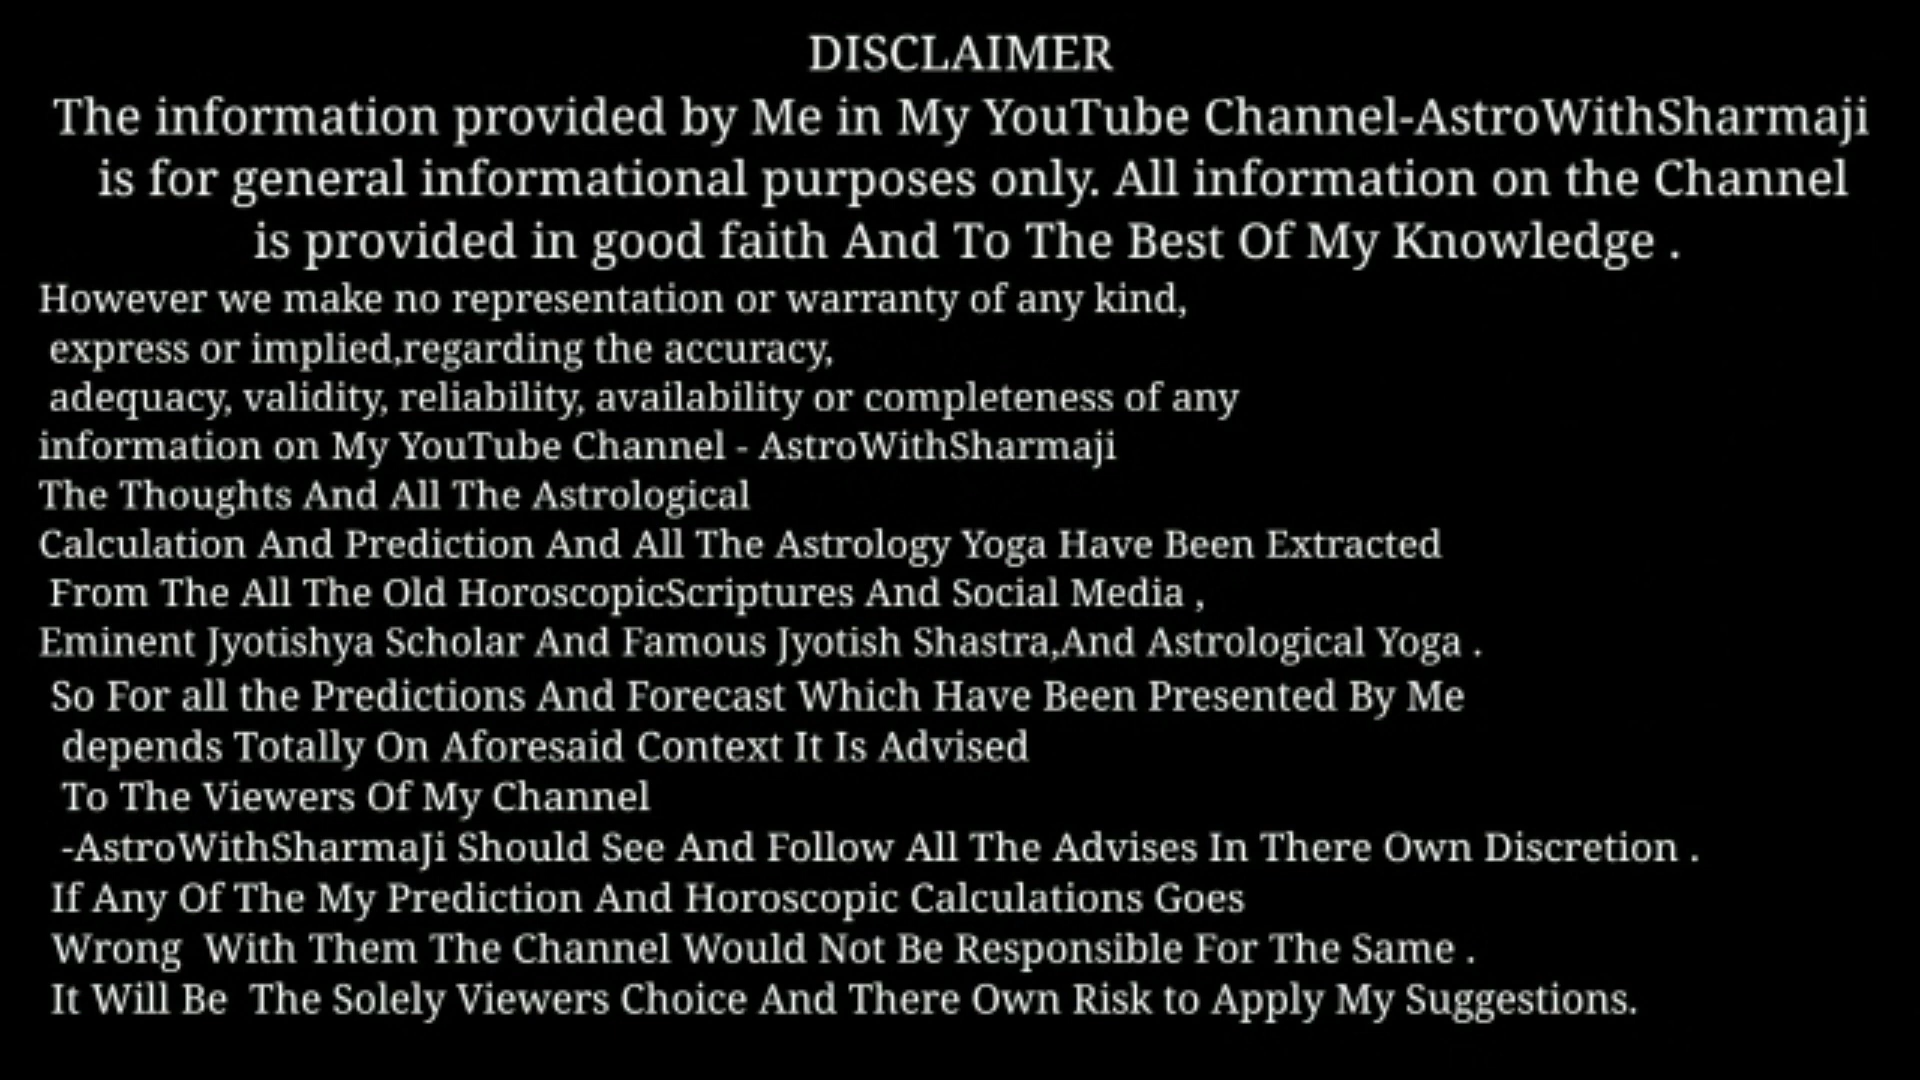 DISCLAIMER
The information provided by Me in My YouTube Channel-AstroWithSharmaji
is for general informational purposes only. All information on the Channel
is provided in good faith And To The Best Of My Knowledge .
However we make no representation or warranty of any kind,
express or implied,regarding the accuracy,
adequacy, validity, reliability, availability or completeness of any
information on My YouTube Channel - AstroWithSharmaji
The Thoughts And All The Astrological
Calculation And Prediction And All The Astrology Yoga Have Been Extracted
From The All The Old HoroscopicScriptures And Social Media ,
Eminent Jyotishya Scholar And Famous Jyotish Shastra,And Astrological Yoga .
So For all the Predictions And Forecast Which Have Been Presented By Me
depends Totally On Aforesaid Context It Is Advised
To The Viewers Of My Channel
-AstroWithSharmaJi Should See And Follow All The Advises In There Own Discretion .
If Any Of The My Prediction And Horoscopic Calculations Goes
Wrong  With Them The Channel Would Not Be Responsible For The Same .
It Will Be  The Solely Viewers Choice And There Own Risk to Apply My Suggestions.